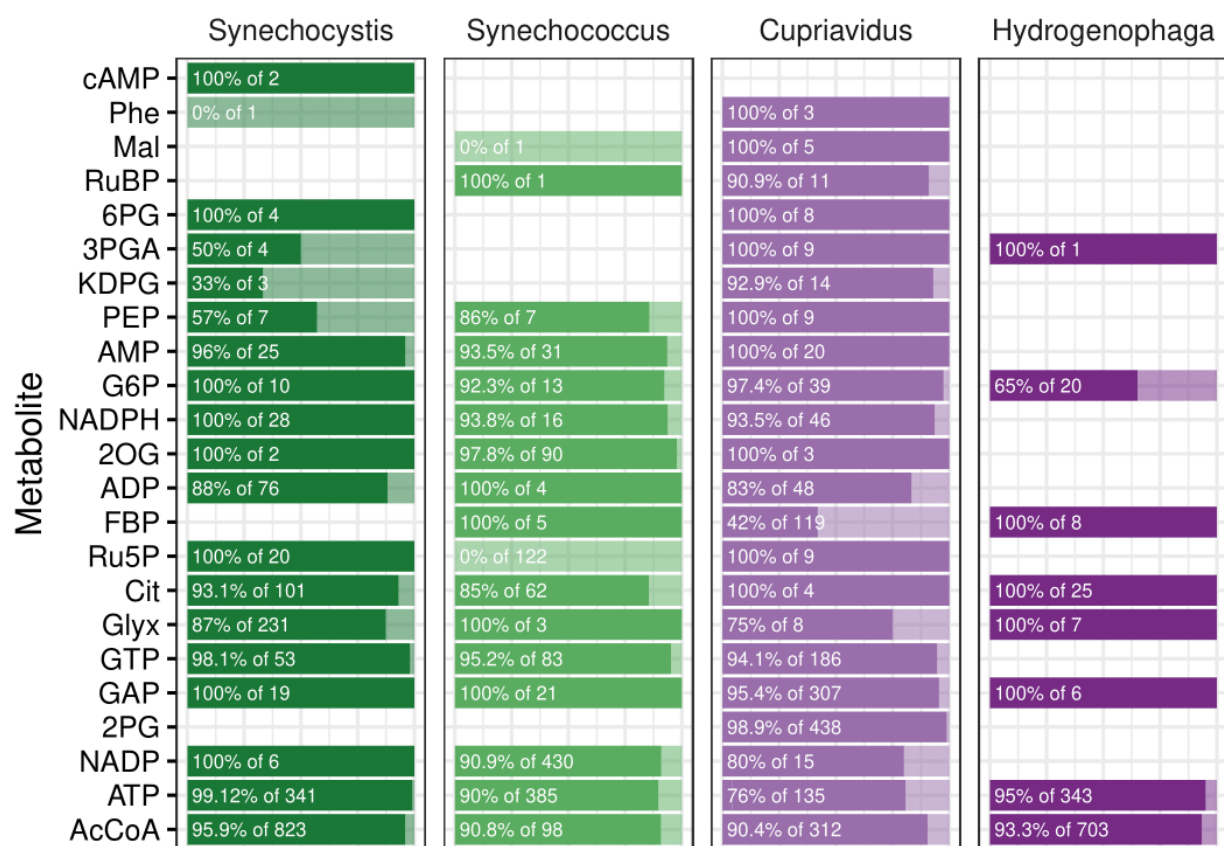 Synechocystis Synechococcus Cupriavidus Hydrogenophaga
cAMP 100% of 2
Phe 0% of 1 100% of 3
Mal 0% of 1 100% of 5
RuBP 100% of 1 90.9% of 11
6PG 100% of 4 100% of 8
3PGA 50% of 4 100% of 9 100% of 1
KDPG 33% of 3 92.9% of 14
PEP 57% of 7 86% of 7 100% of 9
AMP 96% of 25 93.5% of 31 100% of 20
G6P 100% of 10 92.3% of 13 97.4% of 39 65% of 20
NADPH 100% of 28 93.8% of 16 93.5% of 46
2OG 100% of 2 97.8% of 90 100% of 3
ADP 88% of 76 100% of 4 83% of 48
FBP 100% of 5 42% of 119 100% of 8
Ru5P 100% of 20 0% of 122 100% of 9
Cit 93.1% of 101 85% of 62 100% of 4 100% of 25
Glyx 87% of 231 100% of 3 75% of 8 100% of 7
GTP 98.1% of 53 95.2% of 83 94.1% of 186
GAP 100% of 19 100% of 21 95.4% of 307 100% of 6
2PG 98.9% of 438
NADP 100% of 6 90.9% of 430 80% of 15
ATP 99.12% of 341 90% of 385 76% of 135 95% of 343
AcCoA 95.9% of 823 90.8% of 98 90.4% of 312 93.3% of 703
Metabolite